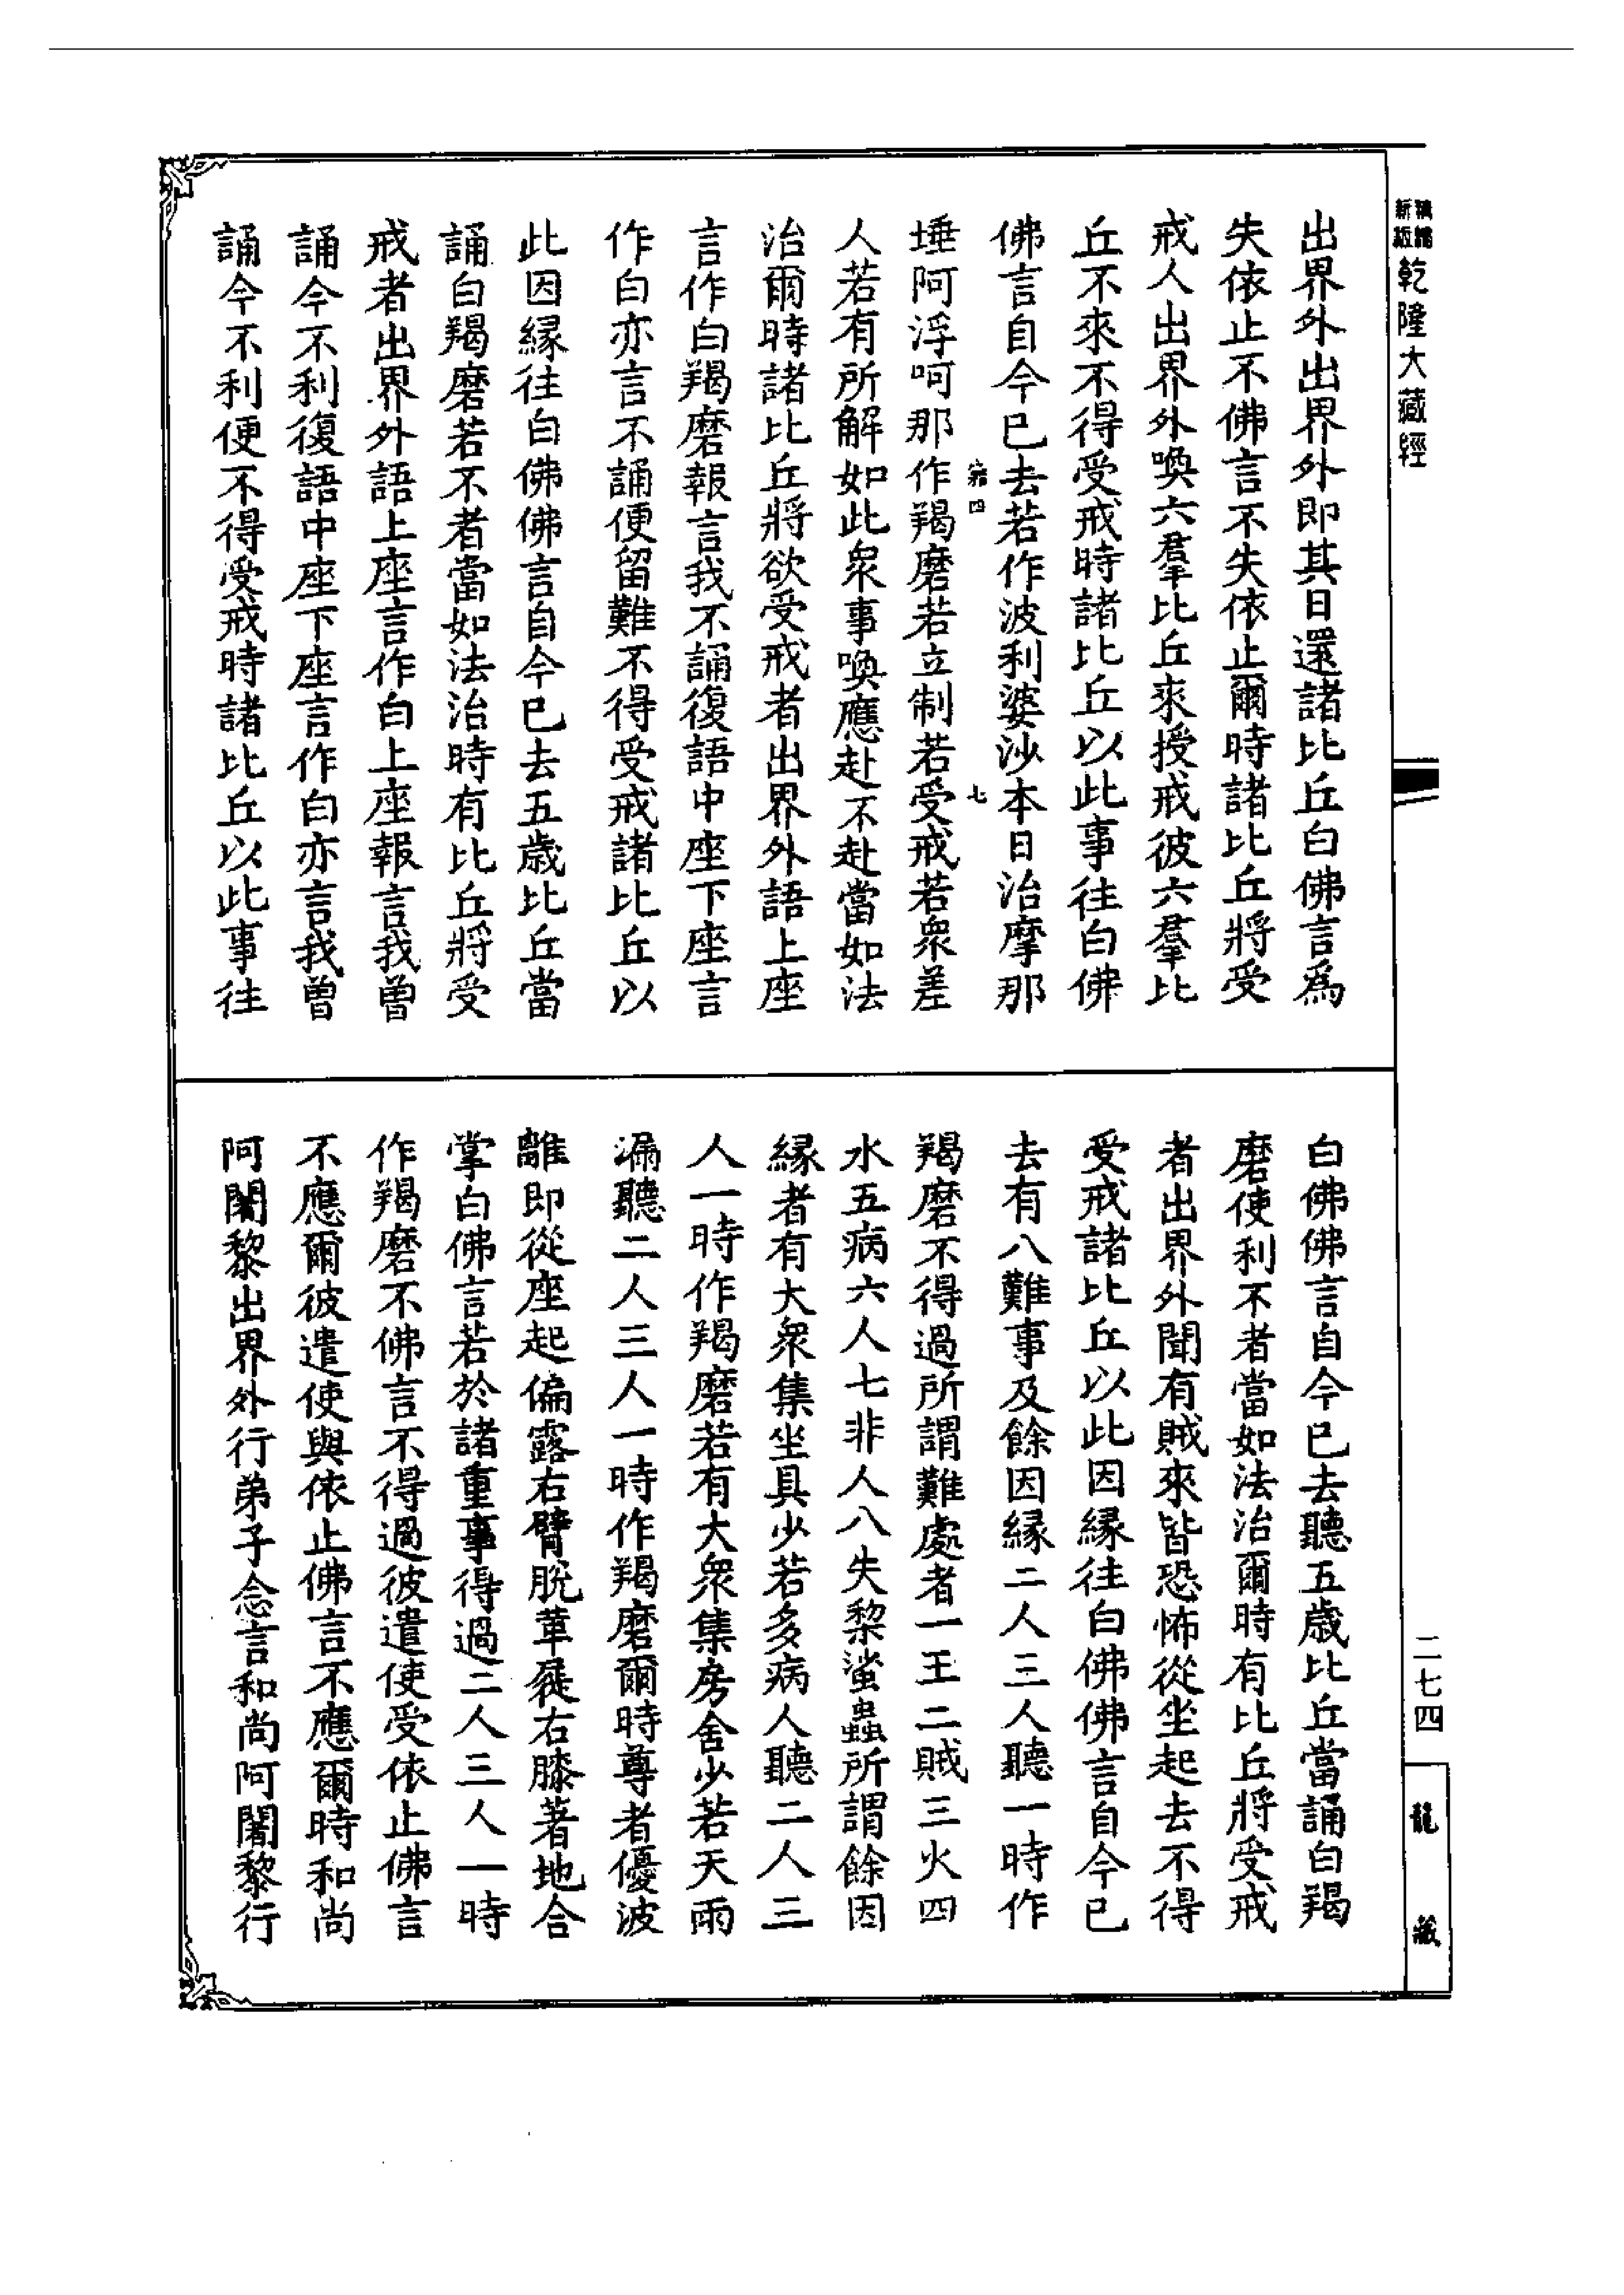 新版
乾隆大藏經
出界外出界外即其日還諸比丘白佛言爲
失依止不佛言不失依止爾時諸比丘將受
戒人出界外喚六羣比丘來授戒彼六羣比
丘不來不得受戒時諸比丘以此事往白佛
佛言自今已去若作波利婆沙本日治摩那
埵阿浮呵那作羯磨若立制若受戒若衆差
人若有所解如此衆事喚應赴不赴當如法
治爾時諸比丘將欲受戒者出界外語上座
言作白羯磨報言我不誦復語中座下座言
作白亦言不誦便留難不得受戒諸比丘以
此因緣往白佛佛言自今已去五歲比丘當
誦白羯磨若不者當如法治時有比丘將受
戒者出界外語上座言作白上座報言我曾
誦今不利復語中座下座言作白亦言我曾
誦今不利便不得受戒時諸比丘以此事往
白佛佛言自今已去聽五歲比丘當誦白羯
磨使利不者當如法治爾時有比丘將受戒
者出界外聞有賊來皆恐怖從坐起去不得
受戒諸比丘以此因緣往白佛佛言自今已
去有八難事及餘因緣二人三人聽一時作
羯磨不得過所謂難處者一王二賊三火四
水五病六人七非人八失黎蚩蟲所謂餘因
緣者有大衆集坐具少若多病人聽二人三
人一時作羯磨若有大衆集房舍少若天雨
漏聽二人三人一時作羯磨爾時尊者優波
離即從座起偏露右臂脫革屣右膝著地合
掌白佛言若於諸重事得過二人三人一時
作羯磨不佛言不得過彼遣使受依止佛言
不應爾彼遣使與依止佛言不應爾時和尚
阿闍黎出界外行弟子念言和尚阿闍黎行
四
七
二七四
龍
藏